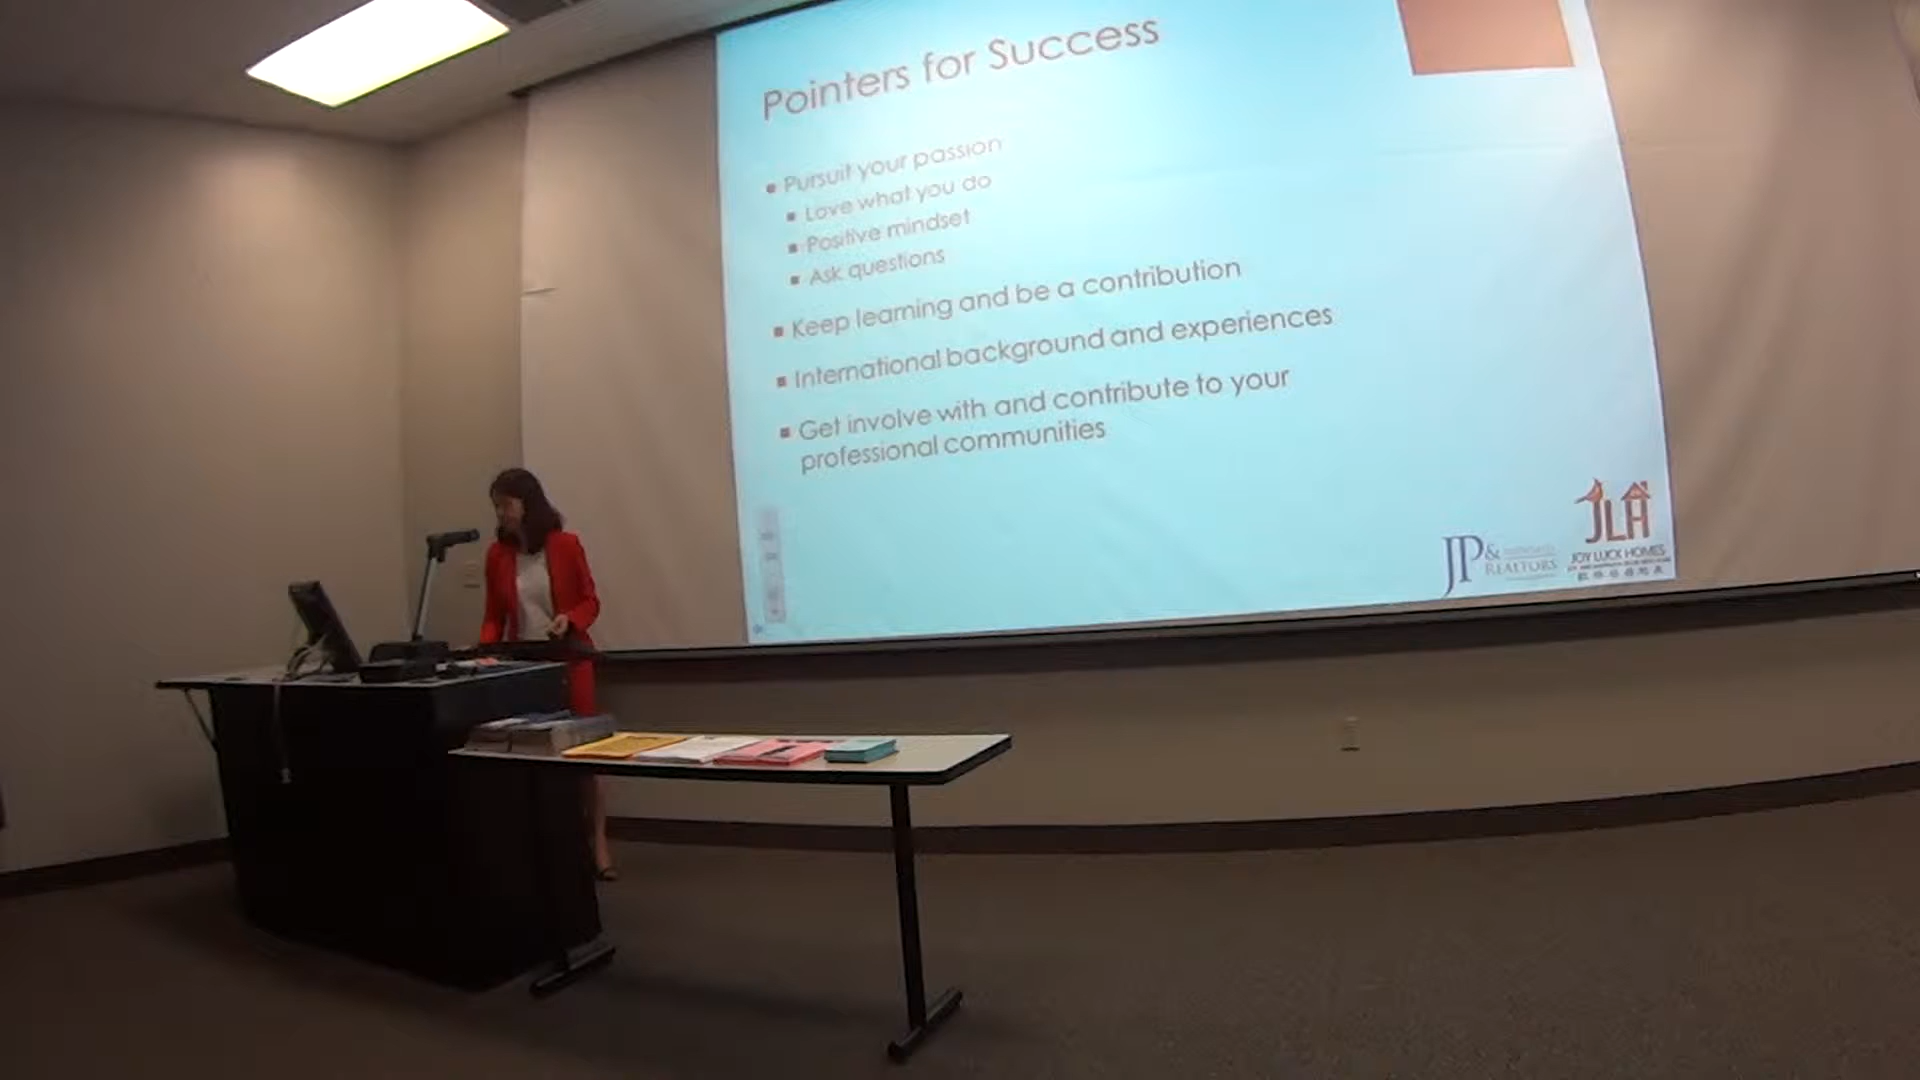 Pointers for Success
Pursuit your passion
Love what you do
Positive mindset
Ask questions
Keep learning and be a contribution
International background and experiences
Get involve with and contribute to your
professional communities
JP &
REALTORS
JLH
JOY LUCK HOMES